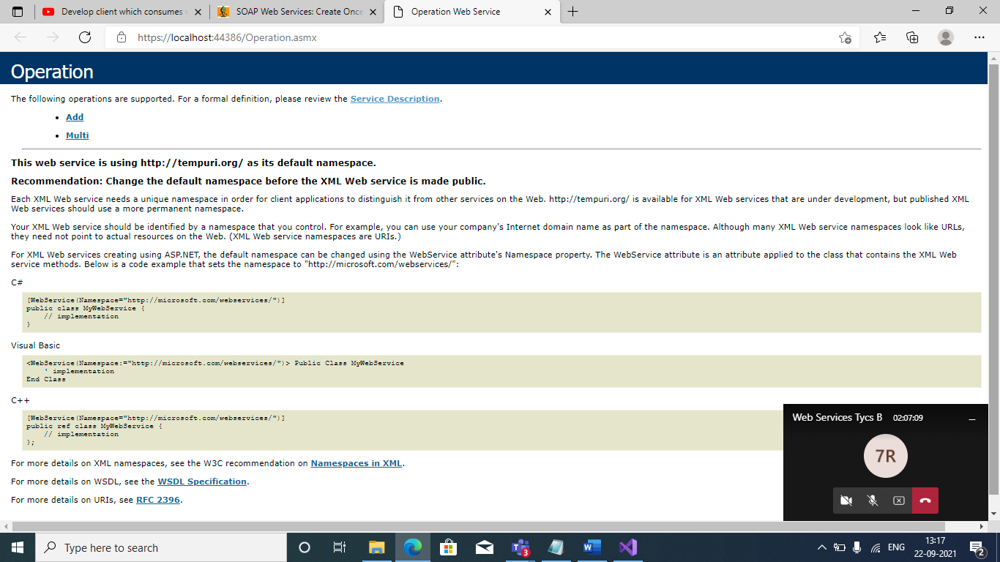 Develop client which consumes
SOAP Web Services: Create Once
Operation Web Service
https://localhost:44386/Operation.asmx
Operation
The following operations are supported. For a formal definition, please review the Service Description.
Add
Multi
This web service is using http://tempuri.org/ as its default namespace.
Recommendation: Change the default namespace before the XML Web service is made public.
Each XML Web service needs a unique namespace in order for client applications to distinguish it from other services on the Web. http://tempuri.org/ is available for XML Web services that are under development, but published XML
Web services should use a more permanent namespace.
Your XML Web service should be identified by a namespace that you control. For example, you can use your company's Internet domain name as part of the namespace. Although many XML Web service namespaces look like URLs,
they need not point to actual resources on the Web. (XML Web service namespaces are URIs.)
For XML Web services creating using ASP.NET, the default namespace can be changed using the WebService attribute's Namespace property. The WebService attribute is an attribute applied to the class that contains the XML Web
service methods. Below is a code example that sets the namespace to "http://microsoft.com/webservices/":
C#
[WebService(Namespace="http://microsoft.com/webservices/")]
public class MyWebService {
// implementation
}
Visual Basic
<WebService(Namespace:="http://microsoft.com/webservices/")> Public Class MyWebService
' implementation
End Class
C++
[WebService(Namespace="http://microsoft.com/webservices/")]
public ref class MyWebService {
// implementation
};
For more details on XML namespaces, see the W3C recommendation on Namespaces in XML.
For more details on WSDL, see the WSDL Specification.
For more details on URIs, see RFC 2396.
Web Services Tycs B 02:07:09
7R
Type here to search
3
W
ENG
13:17
22-09-2021
2